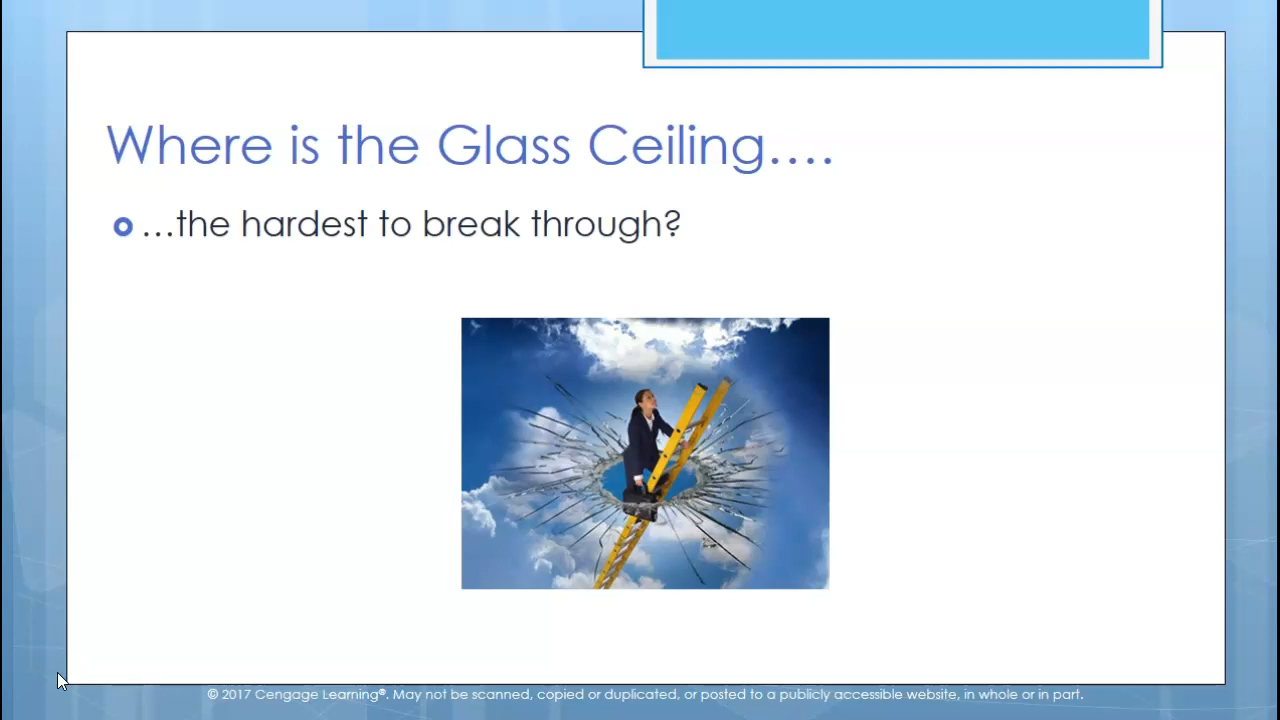 Where is the Glass Ceiling....
...the hardest to break through?
© 2017 Cengage Learning®. May not be scanned, copied or duplicated, or posted to a publicly accessible website, in whole or in part.